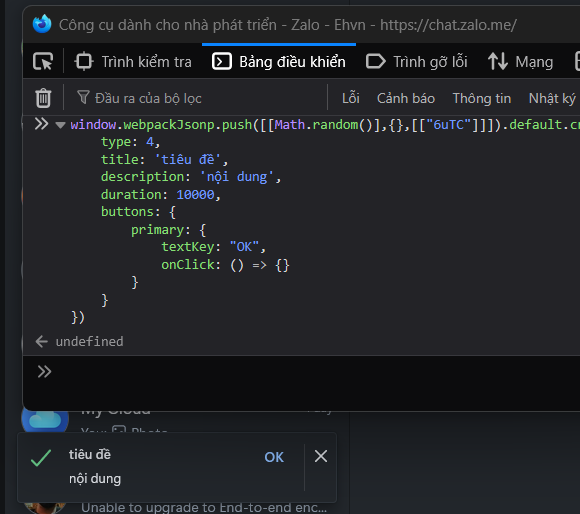 Công cụ dành cho nhà phát triển - Zalo - Ehvn - https://chat.zalo.me/
Trình kiểm tra Bảng điều khiển Trình gỡ lỗi Mạng
Đầu ra của bộ lọc Lỗi Cảnh báo Thông tin Nhật ký
window.webpackJsonp.push([[Math.random()],{},[["6uTC"]]]).default.cr
type: 4,
title: 'tiêu đề',
description: 'nội dung',
duration: 10000,
buttons: {
primary: {
textKey: "OK",
onClick: () => {}
}
}
})
undefined
My Cloud
You: Photo
tiêu đề OK
nội dung
Unable to upgrade to End-to-end enc...